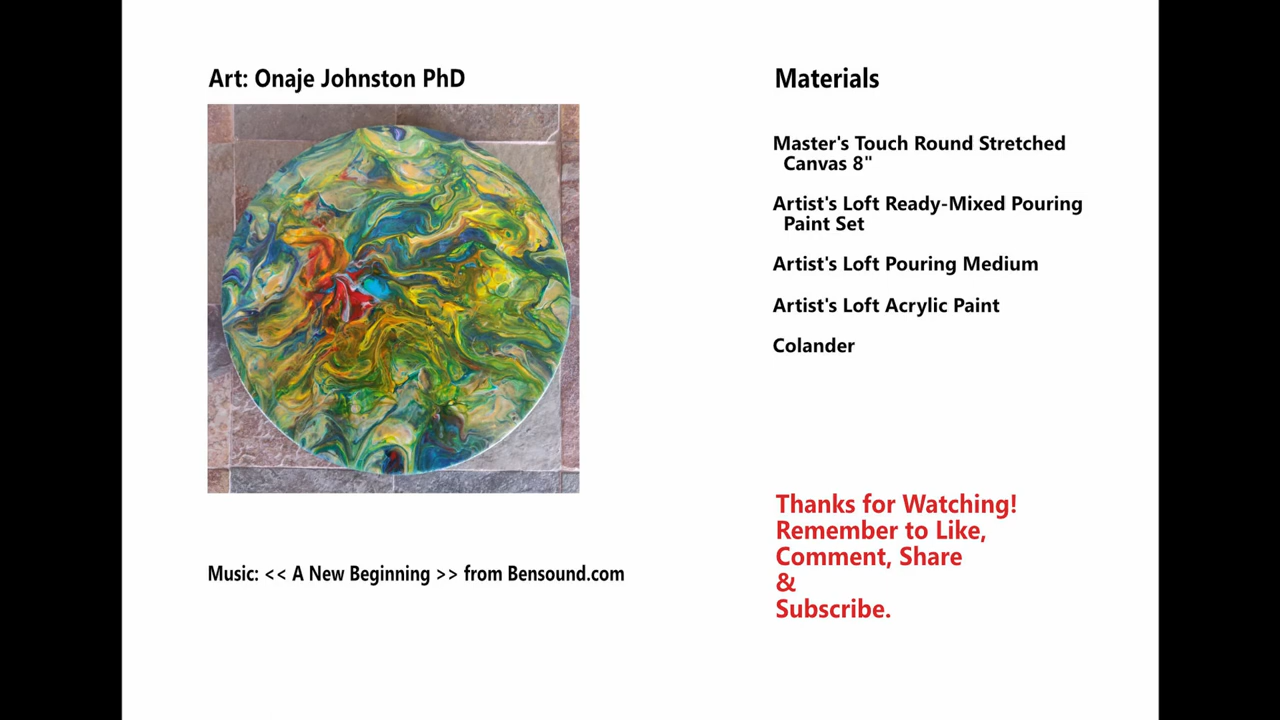 Art: Onaje Johnston PhD
Music: << A New Beginning >> from Bensound.com
Materials
Master's Touch Round Stretched
Canvas 8"
Artist's Loft Ready-Mixed Pouring
Paint Set
Artist's Loft Pouring Medium
Artist's Loft Acrylic Paint
Colander
Thanks for Watching!
Remember to Like,
Comment, Share
&
Subscribe.